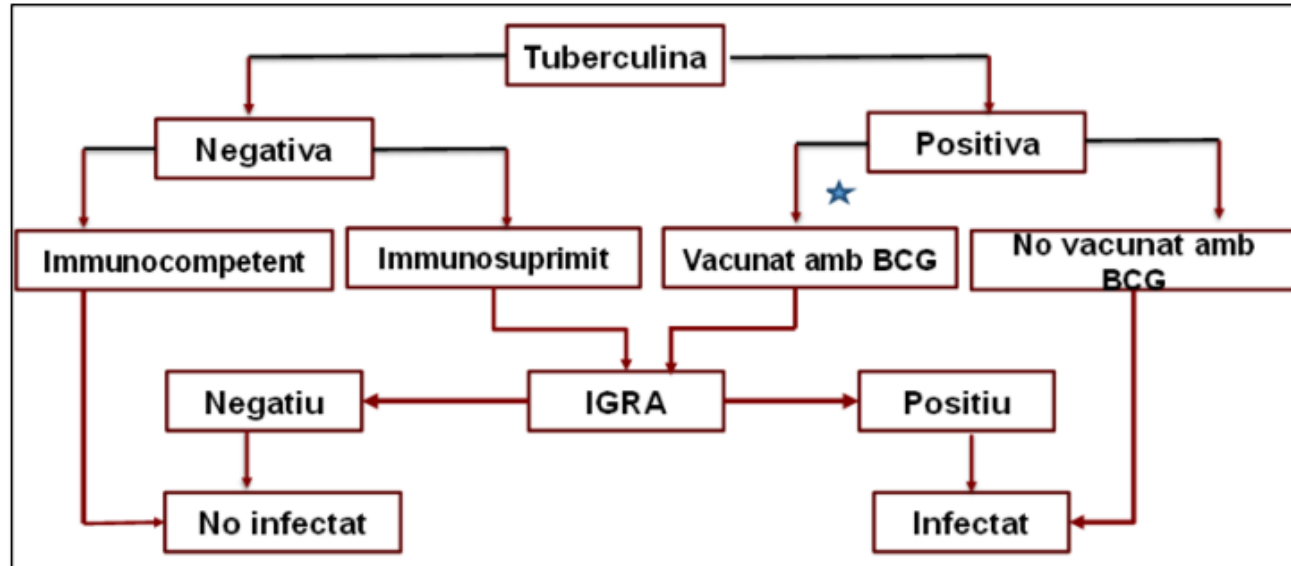 Tuberculina
Negativa
Positiva
Immunocompetent
Immunosuprimit
Vacunat amb BCG
No vacunat amb
BCG
Negatiu
IGRA
Positiu
No infectat
Infectat